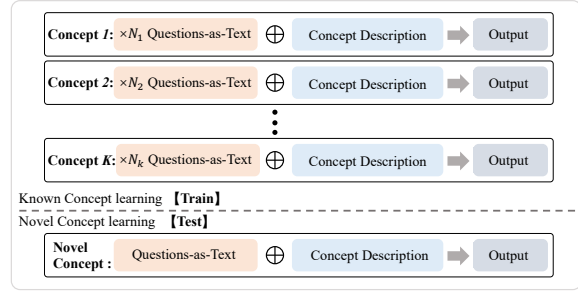 Concept 1: ×N₁ Questions-as-Text ⊕ Concept Description Output
Concept 2: ×N₂ Questions-as-Text ⊕ Concept Description Output
Concept K: ×Nₖ Questions-as-Text ⊕ Concept Description Output
Known Concept learning 【Train】
Novel Concept learning 【Test】
Novel Concept : Questions-as-Text ⊕ Concept Description Output